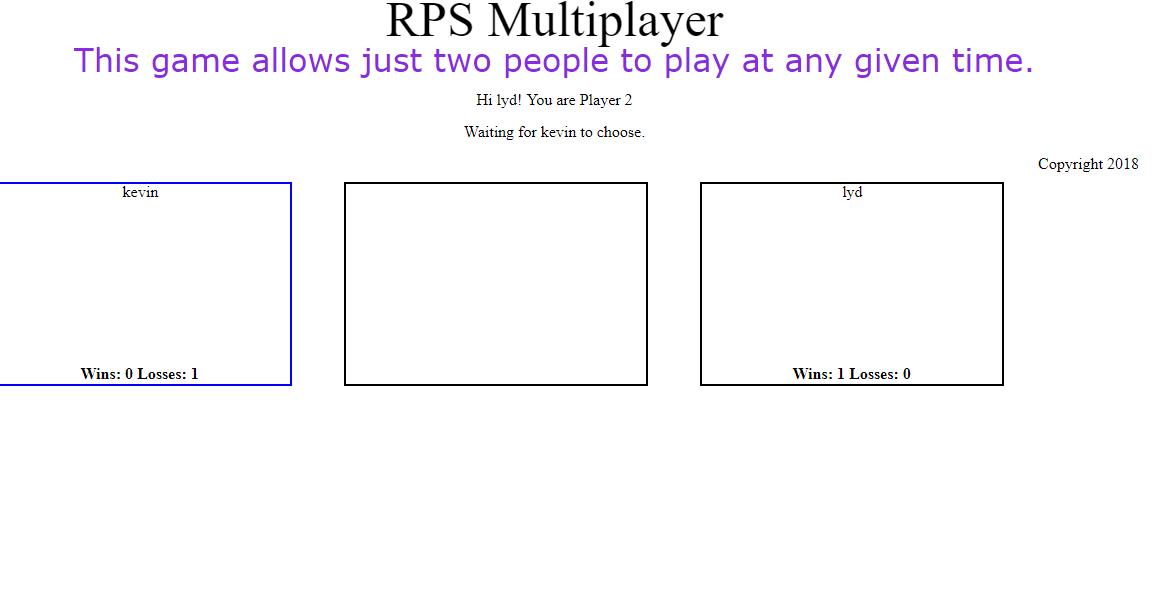 RPS Multiplayer
This game allows just two people to play at any given time.
Hi lyd! You are Player 2
Waiting for kevin to choose.
Copyright 2018
kevin
Wins: 0 Losses: 1
lyd
Wins: 1 Losses: 0